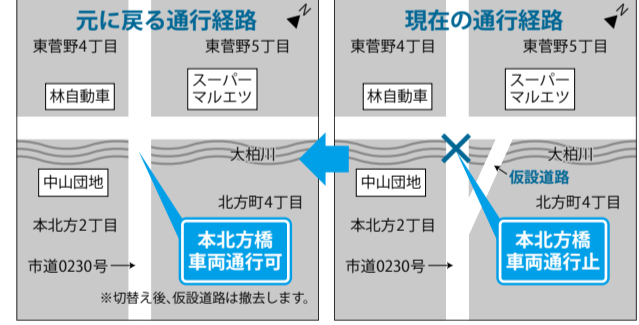 元に戻る通行経路
N
東菅野4丁目
東菅野5丁目
林自動車
スーパー
マルエツ
大柏川
中山団地
北方町4丁目
本北方2丁目
本北方橋
車両通行可
市道0230号
※切替え後、仮設道路は撤去します。
現在の通行経路
N
東菅野4丁目
東菅野5丁目
林自動車
スーパー
マルエツ
大柏川
仮設道路
中山団地
北方町4丁目
本北方2丁目
本北方橋
車両通行止
市道0230号